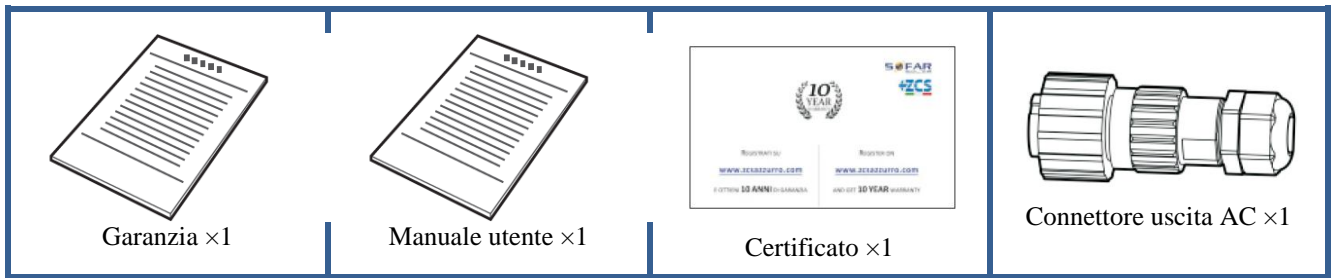 SOFAR
ZCS
10
YEAR
REGISTRATI SU
REGISTER ON
www.zcsazzurro.com
www.zcsazzurro.com
E OTTIENI 10 ANNI DI GARANZIA
AND GET 10 YEAR WARRANTY
Garanzia ×1
Manuale utente ×1
Certificato ×1
Connettore uscita AC ×1